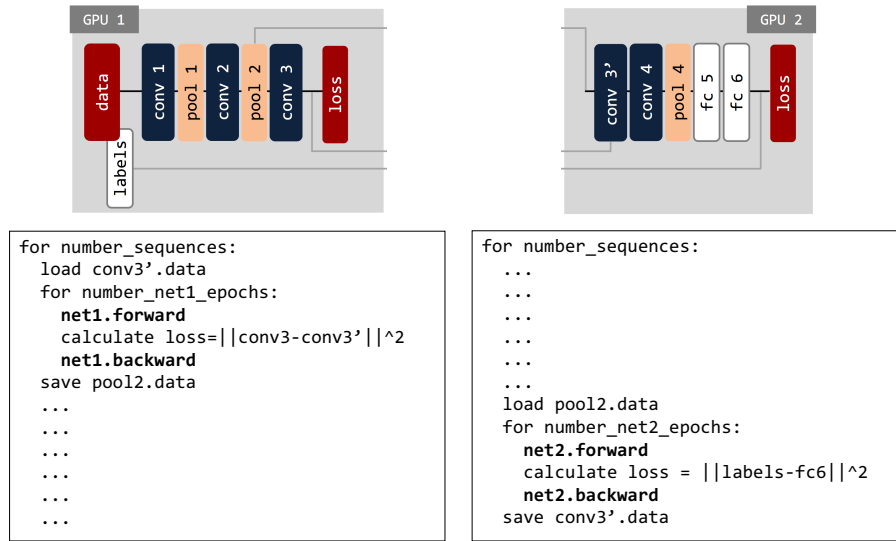 GPU 1
data
labels
conv 1
pool 1
conv 2
pool 2
conv 3
loss
GPU 2
conv 3’
conv 4
pool 4
fc 5
fc 6
loss
for number_sequences:
load conv3’.data
for number_net1_epochs:
net1.forward
calculate loss=||conv3-conv3’||^2
net1.backward
save pool2.data
...
...
...
...
...
...
for number_sequences:
...
...
...
...
...
...
load pool2.data
for number_net2_epochs:
net2.forward
calculate loss = ||labels-fc6||^2
net2.backward
save conv3’.data